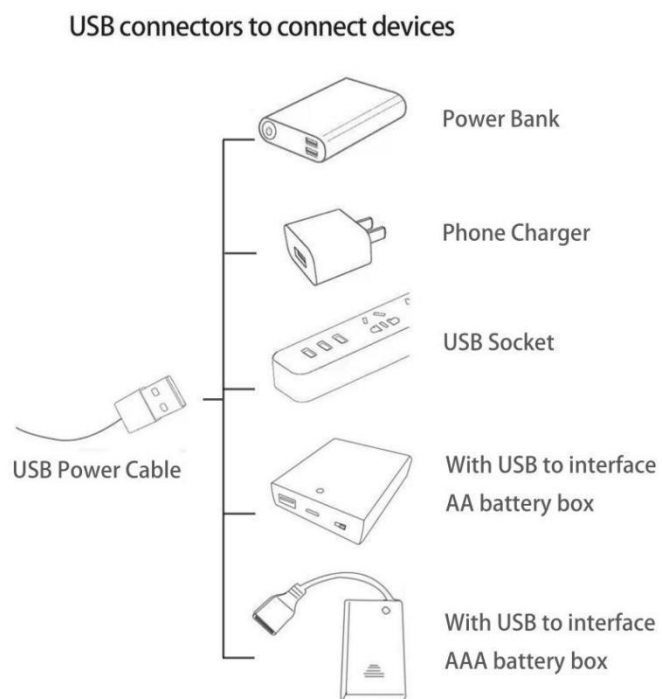 USB connectors to connect devices
Power Bank
Phone Charger
USB Socket
USB Power Cable
With USB to interface
AA battery box
With USB to interface
AAA battery box